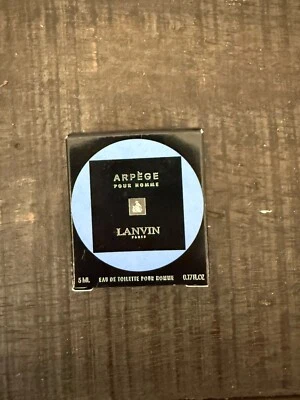 ARPÈGE
POUR HOMME
LANVIN
PARIS
5 ML EAU DE TOILETTE POUR HOMME 0.17 FL.OZ